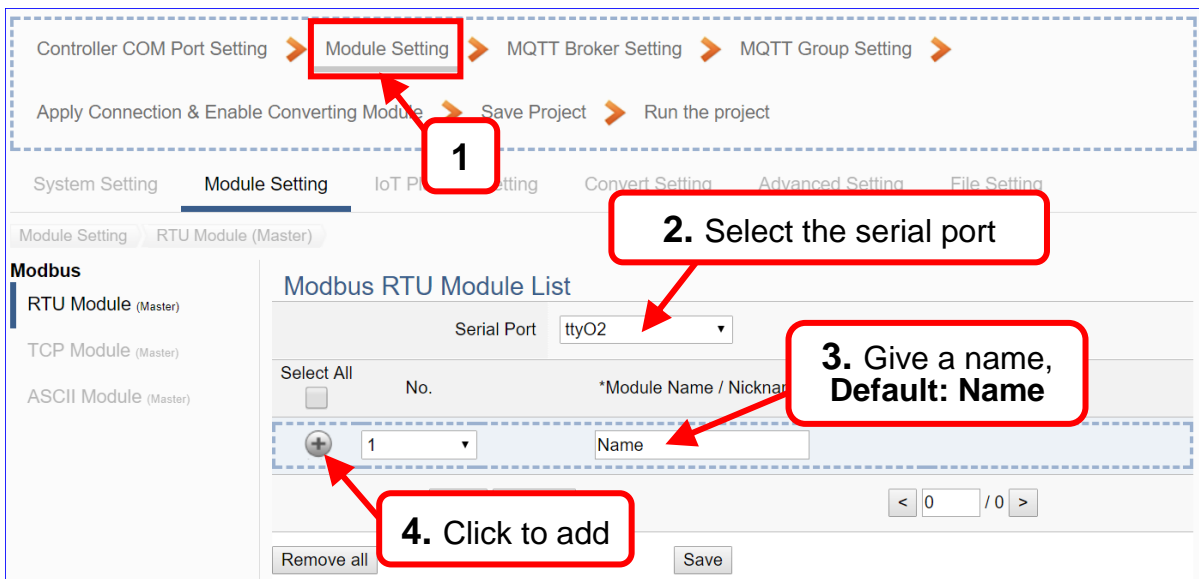 Controller COM Port Setting Module Setting MQTT Broker Setting MQTT Group Setting
Apply Connection & Enable Converting Module Save Project Run the project
1
System Setting Module Setting IoT etting Convert Setting Advanced Setting File Setting
2. Select the serial port
Module Setting RTU Module (Master)
Modbus
RTU Module (Master)
TCP Module (Master)
ASCII Module (Master)
Modbus RTU Module List
Serial Port ttyO2
3. Give a name,
Default: Name
Select All No. *Module Name /
1 Name
4. Click to add
< 0 / 0 >
Remove all Save